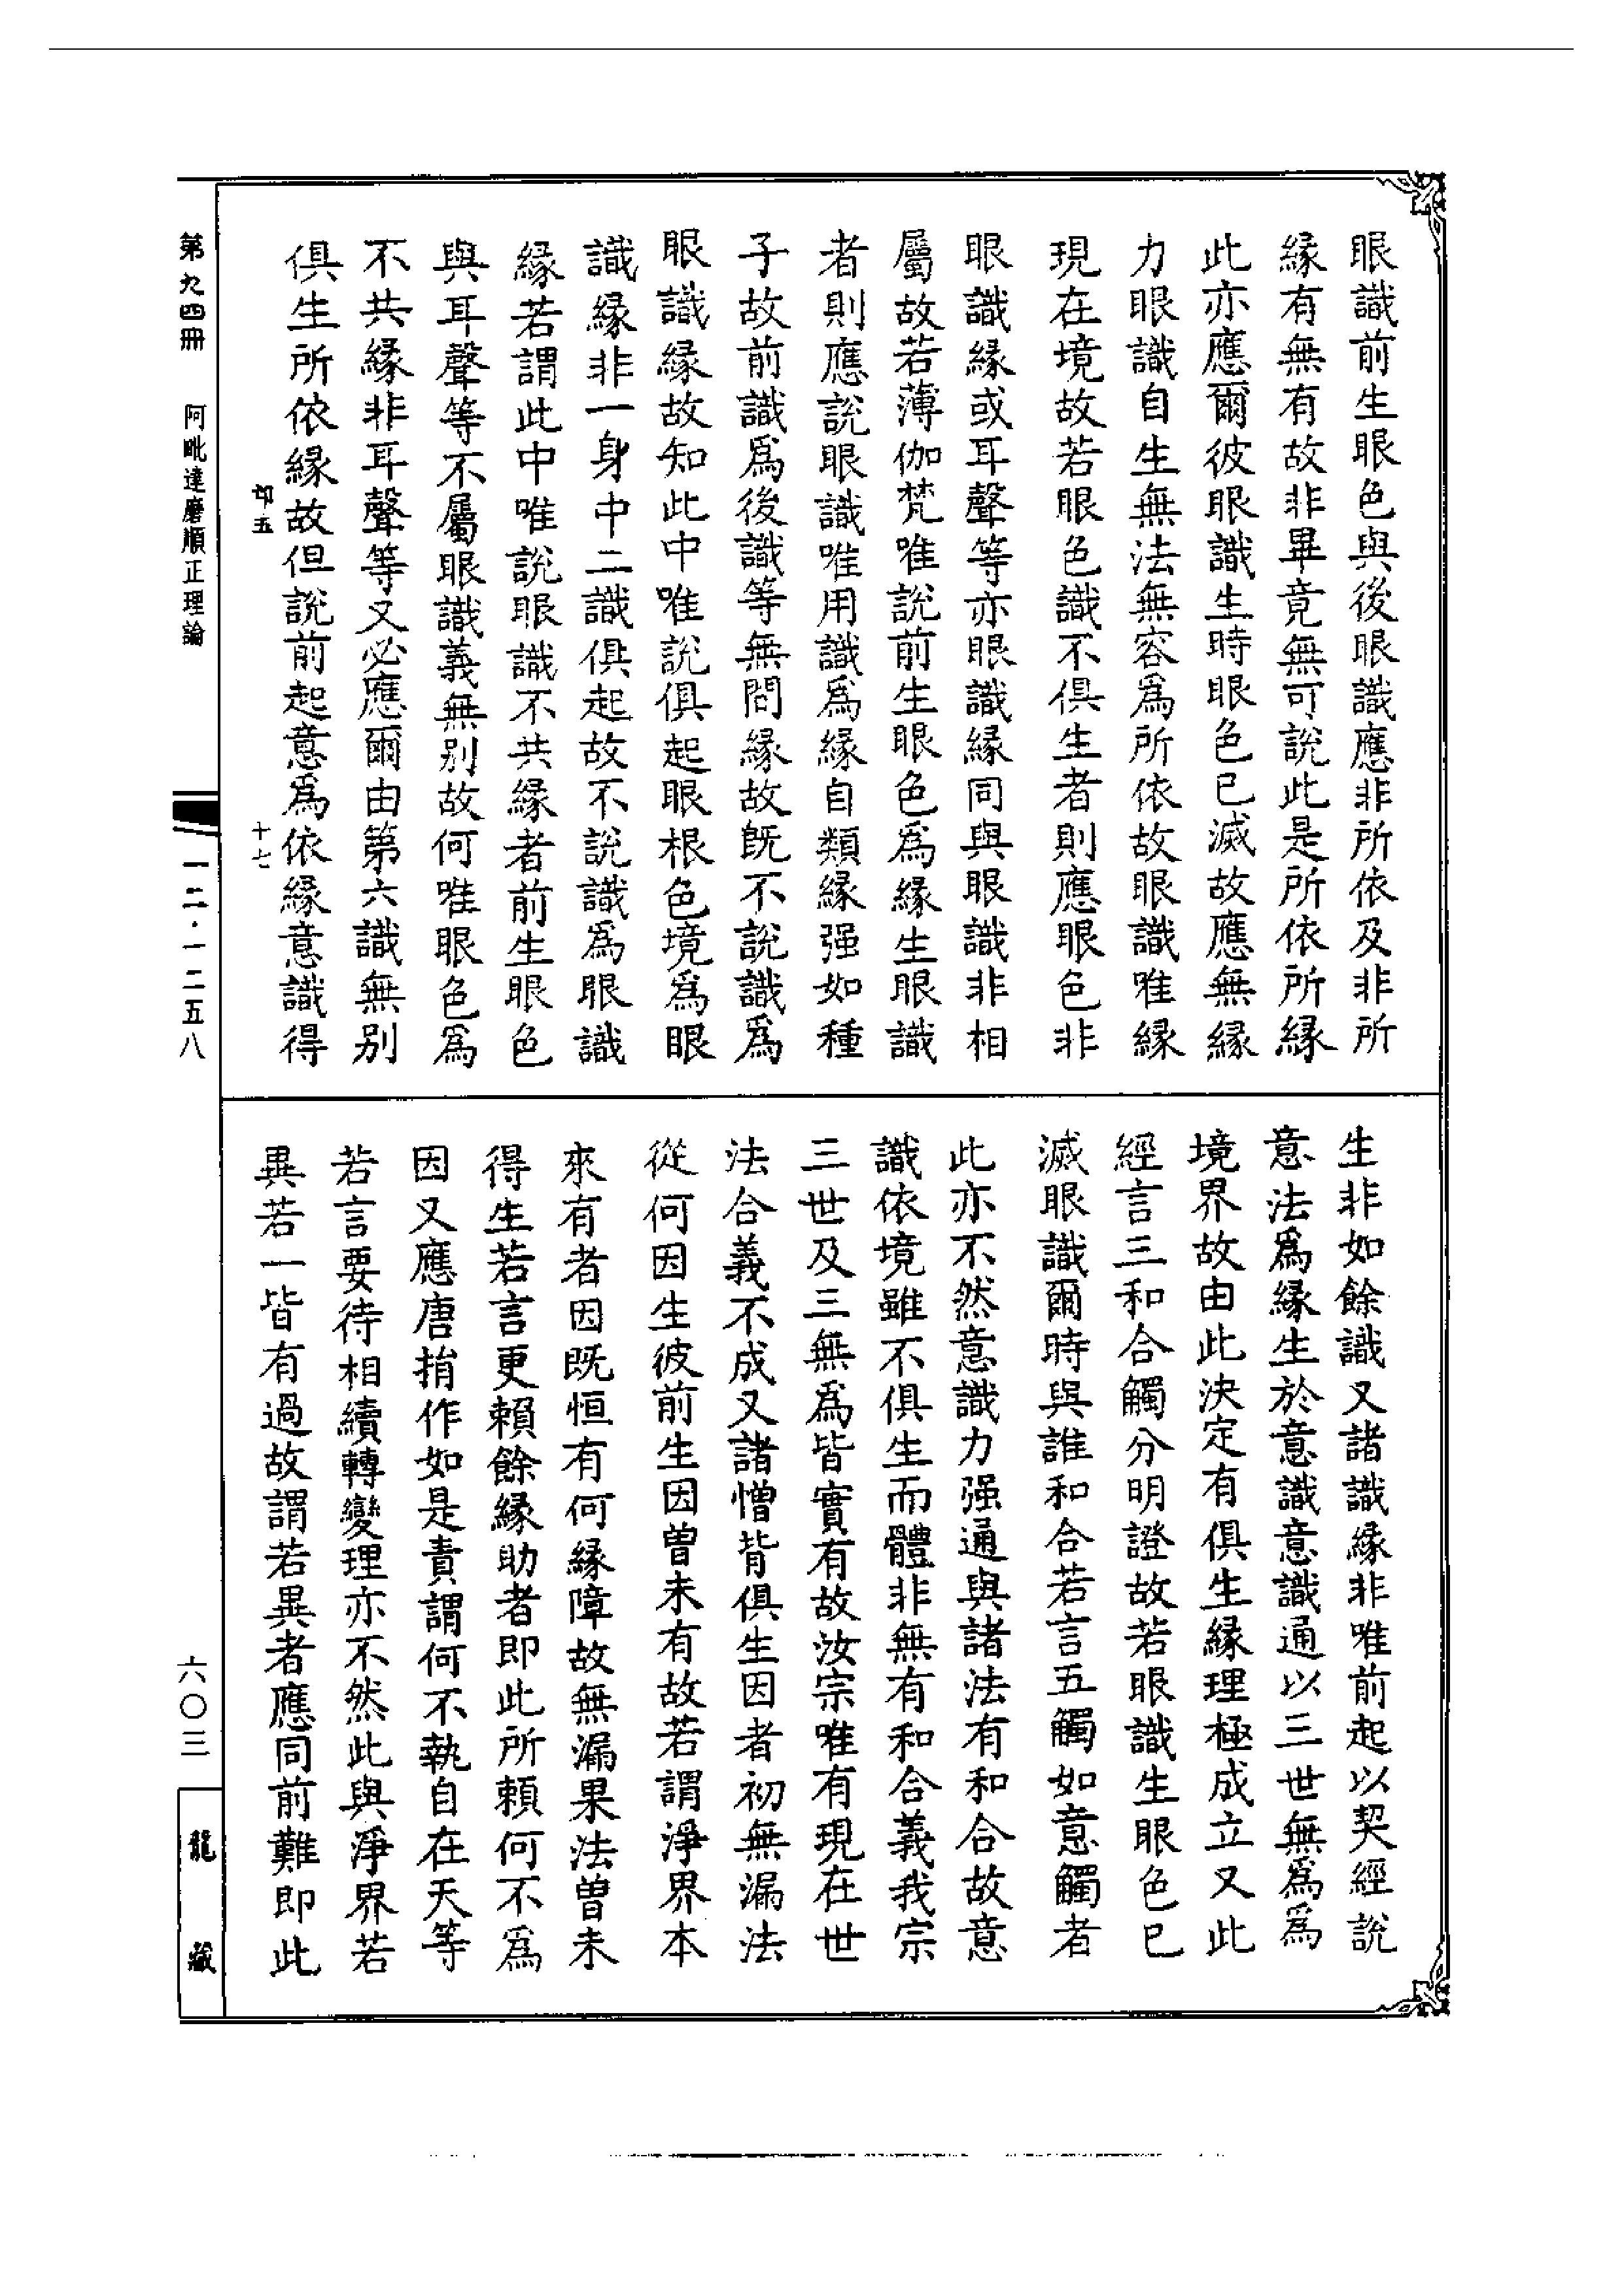 眼識前生眼色與後眼識應非所依及非所
緣有無有故非畢竟無可說此是所依所緣
此亦應爾彼眼識生時眼色已滅故應無緣
力眼識自生無法無容爲所依故眼識唯緣
現在境故若眼色識不俱生者則應眼色非
眼識緣或耳聲等亦眼識緣同與眼識非相
屬故若薄伽梵唯說前生眼色爲緣生眼識
者則應說眼識唯用識爲緣自類緣强如種
子故前識爲後識等無間緣故既不說識爲
眼識緣故知此中唯說俱起眼根色境爲眼
識緣非一身中二識俱起故不說識爲眼識
緣若謂此中唯說眼識不共緣者前生眼色
與耳聲等不屬眼識義無別故何唯眼色爲
不共緣非耳聲等又必應爾由第六識無別
俱生所依緣故但說前起意爲依緣意識得
生非如餘識又諸識緣非唯前起以契經說
意法爲緣生於意識意識通以三世無爲爲
境界故由此決定有俱生緣理極成立又此
經言三和合觸分明證故若眼識生眼色已
滅眼識爾時與誰和合若言五觸如意觸者
此亦不然意識力强通與諸法有和合故意
識依境雖不俱生而體非無有和合義我宗
三世及三無爲皆實有故汝宗唯有現在世
法合義不成又諸憎背俱生因者初無漏法
從何因生彼前生因曾未有故若謂淨界本
來有者因既恒有何緣障故無漏果法曾未
得生若言更賴餘緣助者即此所賴何不爲
因又應唐捐作如是責謂何不執自在天等
若言要待相續轉變理亦不然此與淨界若
異若一皆有過故謂若異者應同前難即此
第九四冊 阿毗達磨順正理論
十七
一二·一二五八
六〇三
龍藏